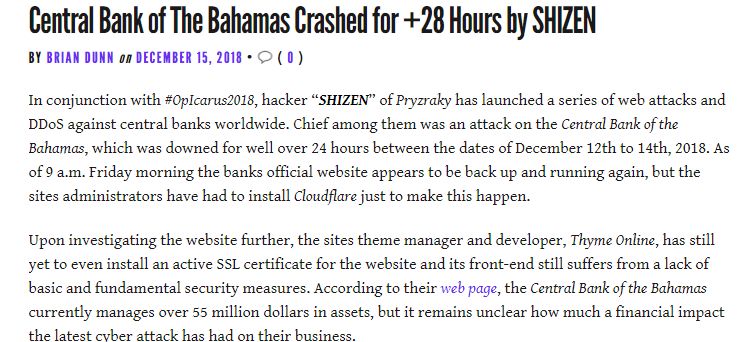 Central Bank of The Bahamas Crashed for +28 Hours by SHIZEN
BY BRIAN DUNN on DECEMBER 15, 2018 • ( 0 )
In conjunction with #OpIcarus2018, hacker “SHIZEN” of Pryzraky has launched a series of web attacks and
DDoS against central banks worldwide. Chief among them was an attack on the Central Bank of the
Bahamas, which was downed for well over 24 hours between the dates of December 12th to 14th, 2018. As
of 9 a.m. Friday morning the banks official website appears to be back up and running again, but the
sites administrators have had to install Cloudflare just to make this happen.
Upon investigating the website further, the sites theme manager and developer, Thyme Online, has still
yet to even install an active SSL certificate for the website and its front-end still suffers from a lack of
basic and fundamental security measures. According to their web page, the Central Bank of the Bahamas
currently manages over 55 million dollars in assets, but it remains unclear how much a financial impact
the latest cyber attack has had on their business.